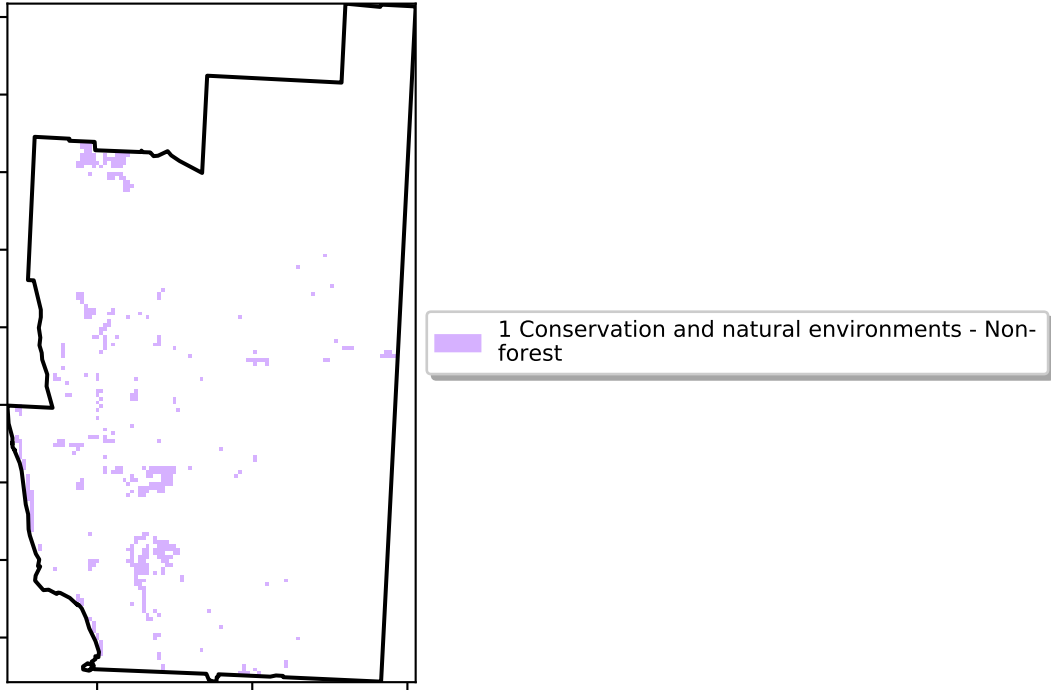 1 Conservation and natural environments - Non-
forest